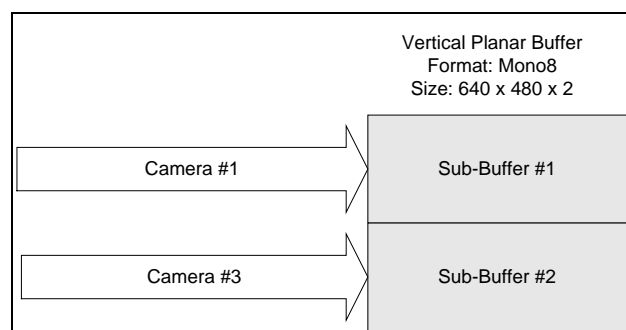 Vertical Planar Buffer
Format: Mono8
Size: 640 x 480 x 2
Camera #1
Sub-Buffer #1
Camera #3
Sub-Buffer #2